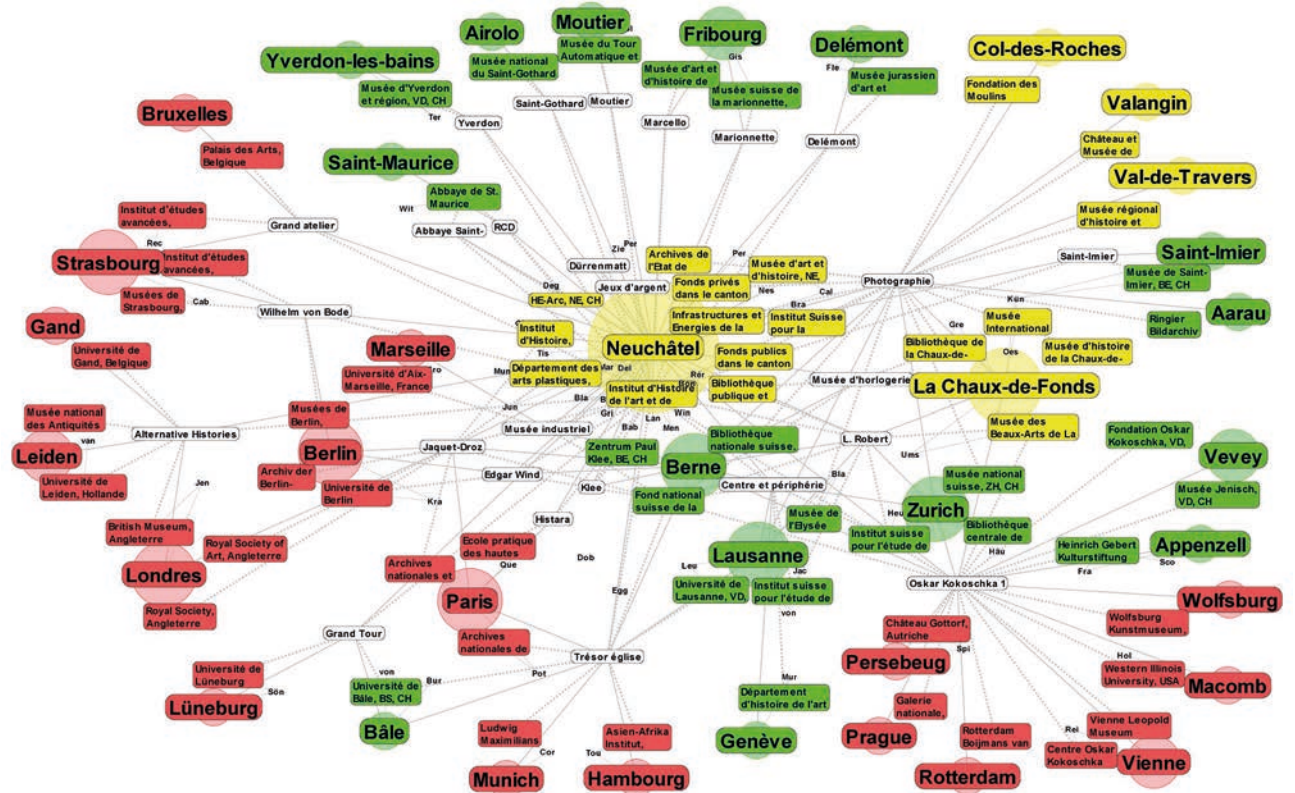 Airolo
Moutier
Fribourg
Delémont
Col-des-Roches
Yverdon-les-bains
Musée national
du Saint-Gothard
Musée du Tour
Automatique et
Musée d'art et
d'histoire de
Gis
Musée suisse de
la marionnette,
Fle
Musée jurassien
d'art et
Fondation des
Moulins
Musée d'Yverdon
et région, VD, CH
Ter
Yverdon
Saint-Gothard
Moutier
Marcello
Marionnette
Delémont
Valangin
Château et
Musée de
Bruxelles
Palais des Arts,
Belgique
Saint-Maurice
Abbaye de St.
Maurice
Wit
Abbaye Saint-
RCD
Val-de-Travers
Musée régional
d'histoire et
Institut d'études
avancées,
Grand atelier
Rec
Strasbourg
Institut d'études
avancées,
Zie
Per
Dürrenmatt
Archives de
l'Etat de
Per
Musée d'art et
d'histoire, NE,
Saint-Imier
Saint-Imier
Musée de Saint-
Imier, BE, CH
Photographie
Musées de
Strasbourg,
Cab
Wilhelm von Bode
Deg
HE-Arc, NE, CH
Jeux d'argent
Fonds privés
dans le canton
Nes
Cal
Bra
Kün
Aarau
Ringier
Bildarchiv
Gand
Université de
Gand, Belgique
Marseille
Université d'Aix-
Marseille, France
Institut
d'Histoire,
Tis
Infrastructures et
Energies de la
Institut Suisse
pour la
Neuchâtel
Gre
Musée
International
Bibliothèque de
la Chaux-de-
Oes
Musée d'histoire
de la Chaux-de-
Fonds publics
dans le canton
Mun
Département des
arts plastiques,
Mar
Del
Rér
Bon
Musée d'horlogerie
La Chaux-de-Fonds
Institut d'Histoire
de l'art et de
Bibliothèque
publique et
Musée national
des Antiquités
van
Leiden
Université de
Leiden, Hollande
Alternative Histories
Musées de
Berlin,
Berlin
Archiv der
Berlin-
Université de
Berlin
Jun
Bla
Gri
Bab
Lan
Men
Win
Musée industriel
Jaquet-Droz
Edgar Wind
Klee
Kra
Jen
Zentrum Paul
Klee, BE, CH
Bibliothèque
nationale suisse,
Berne
Centre et périphérie
Fond national
suisse de la
L. Robert
Bla
Ums
Musée des
Beaux-Arts de La
Fondation Oskar
Kokoschka, VD,
Vevey
Musée Jenisch,
VD, CH
Musée national
suisse, ZH, CH
Zurich
Heu
Bibliothèque
centrale de
Häu
British Museum,
Angleterre
Royal Society of
Art, Angleterre
Londres
Royal Society,
Angleterre
Histara
Ecole pratique
des hautes
Que
Archives
nationales et
Paris
Archives
nationales de
Dob
Egg
Musée de
l'Elysée
Institut suisse
pour l'étude de
Lausanne
Leu
Jac
Université de
Lausanne, VD,
Institut suisse
pour l'étude de
von
Heinrich Gebert
Kulturstiftung
Appenzell
Fra
Sco
Oskar Kokoschka 1
Wolfsburg
Wolfsburg
Kunstmuseum,
Grand Tour
Trésor église
Château Gottorf,
Autriche
Spi
Persebeug
Hol
Western Illinois
University, USA
Macomb
Université de
Lüneburg
Sön
Lüneburg
von
Université de
Bâle, BS, CH
Bur
Bâle
Pot
Mur
Département
d'histoire de l'art
Genève
Galerie
nationale,
Prague
Ludwig
Maximilians
Cor
Munich
Asien-Afrika
Institut,
Tou
Hambourg
Rotterdam
Boijmans van
Rotterdam
Rei
Vienne Leopold
Museum
Centre Oskar
Kokoschka
Vienne